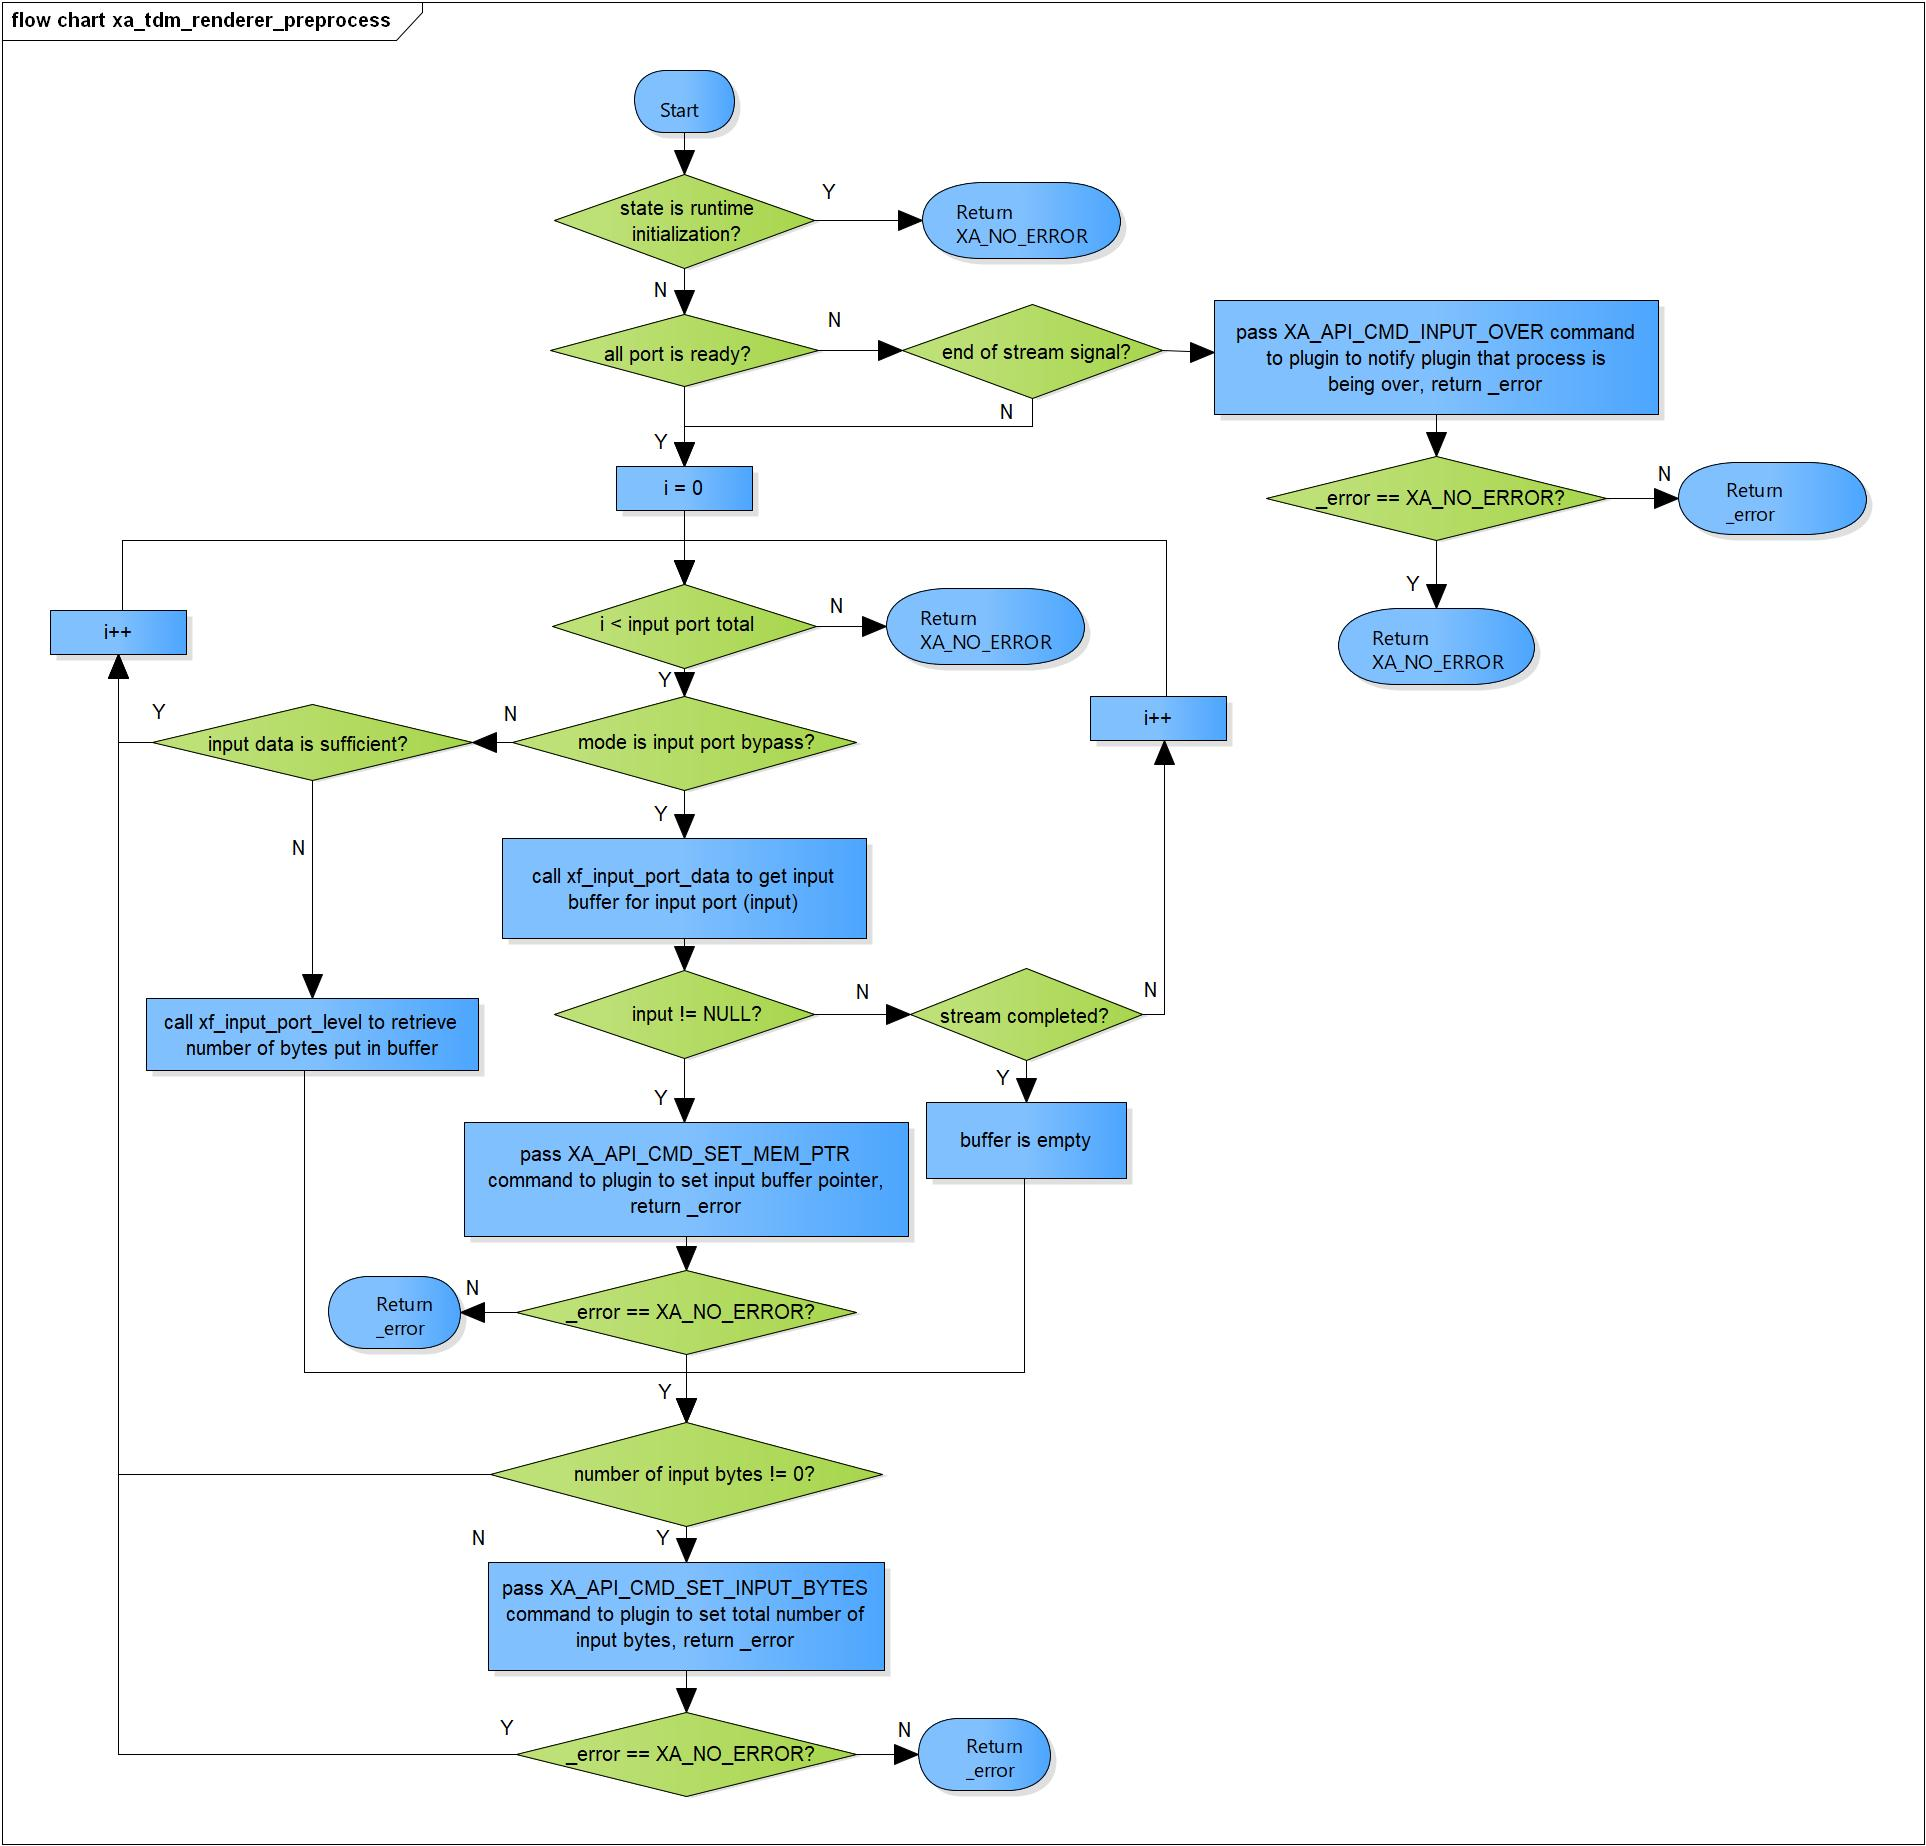 flow chart xa_tdm_renderer_preprocess
Start
state is runtime
initialization?
Y
Return
XA_NO_ERROR
N
all port is ready?
N
end of stream signal?
pass XA_API_CMD_INPUT_OVER command
to plugin to notify plugin that process is
being over, return _error
N
Y
i = 0
_error == XA_NO_ERROR?
N
Return
_error
Y
Return
XA_NO_ERROR
i++
i < input port total
N
Return
XA_NO_ERROR
Y
i++
Y
input data is sufficient?
N
mode is input port bypass?
Y
N
call xf_input_port_data to get input
buffer for input port (input)
call xf_input_port_level to retrieve
number of bytes put in buffer
input != NULL?
N
stream completed?
N
Y
Y
buffer is empty
pass XA_API_CMD_SET_MEM_PTR
command to plugin to set input buffer pointer,
return _error
Return
_error
N
_error == XA_NO_ERROR?
Y
number of input bytes != 0?
N
Y
pass XA_API_CMD_SET_INPUT_BYTES
command to plugin to set total number of
input bytes, return _error
Y
_error == XA_NO_ERROR?
N
Return
_error